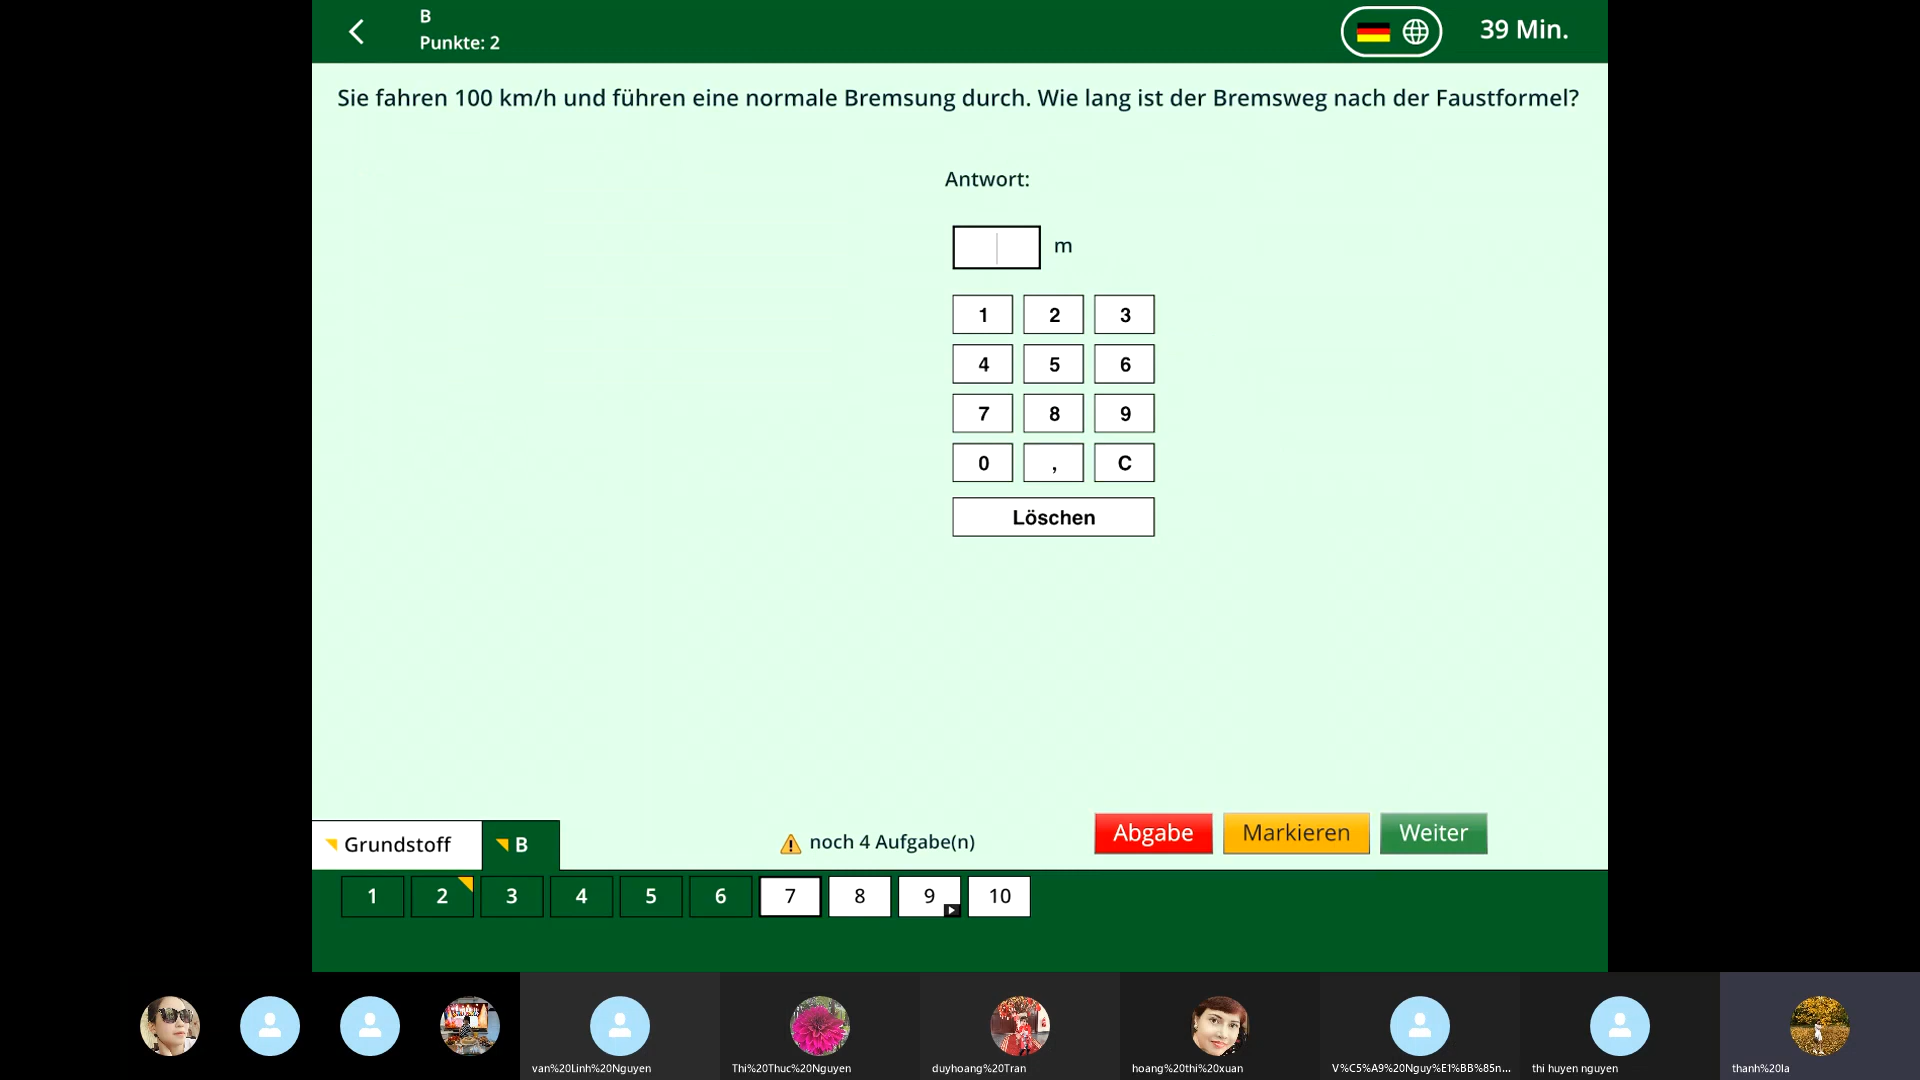 B
Punkte: 2
39 Min.
Sie fahren 100 km/h und führen eine normale Bremsung durch. Wie lang ist der Bremsweg nach der Faustformel?
Antwort:
m
1 2 3
4 5 6
7 8 9
0 , C
Löschen
Grundstoff B
noch 4 Aufgabe(n)
Abgabe Markieren Weiter
1 2 3 4 5 6 7 8 9 10
van%20Linh%20Nguyen
Thi%20Thuc%20Nguyen
duyhoang%20Tran
hoang%20thi%20xuan
V%C5%A9%20Nguy%E1%BB%85n...
thi huyen nguyen
thanh%20la